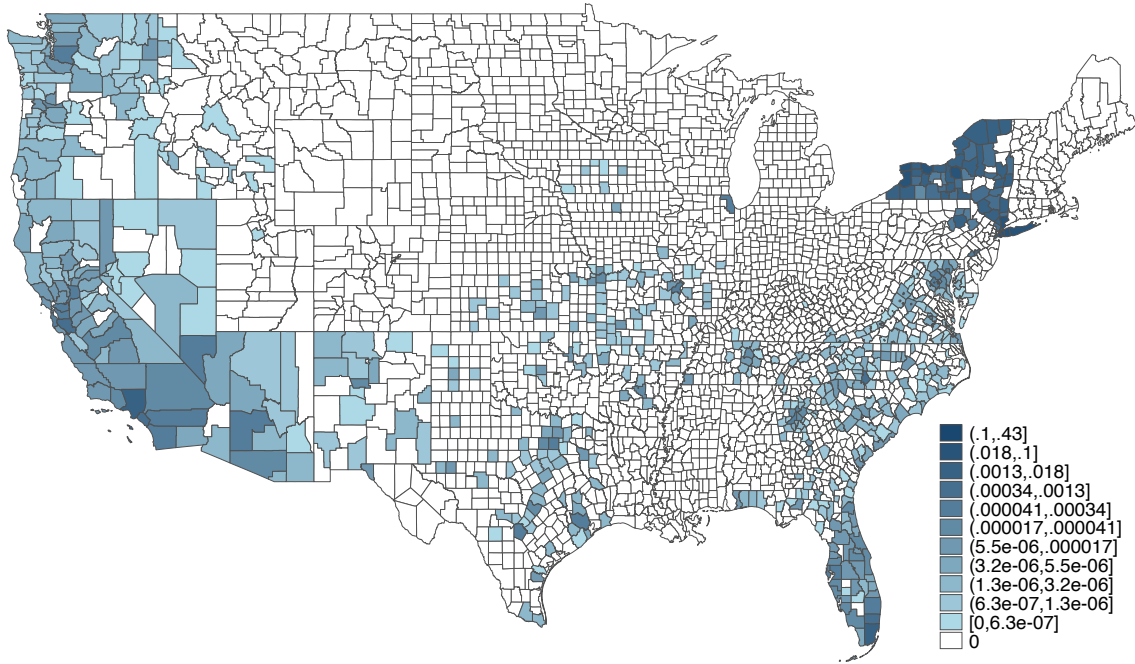 (.1,.43]
(.018,.1]
(.0013,.018]
(.00034,.0013]
(.000041,.00034]
(.000017,.000041]
(5.5e-06,.000017]
(3.2e-06,5.5e-06]
(1.3e-06,3.2e-06]
(6.3e-07,1.3e-06]
[0,6.3e-07]
0